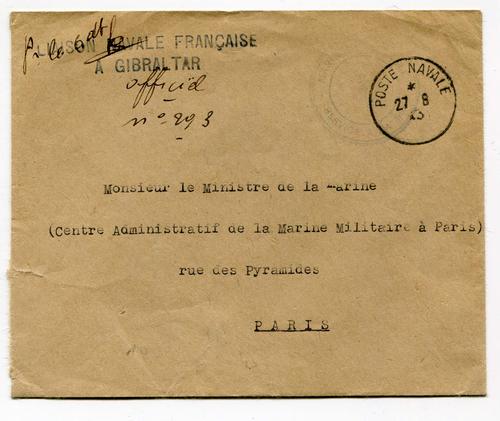 LIAISON NAVALE FRANÇAISE
À GIBRALTAR
officiel
n° 293
POSTE NAVALE
*
27 8
43
Monsieur le Ministre de la Marine
(Centre Administratif de la Marine Militaire à Paris)
rue des Pyramides
PARIS